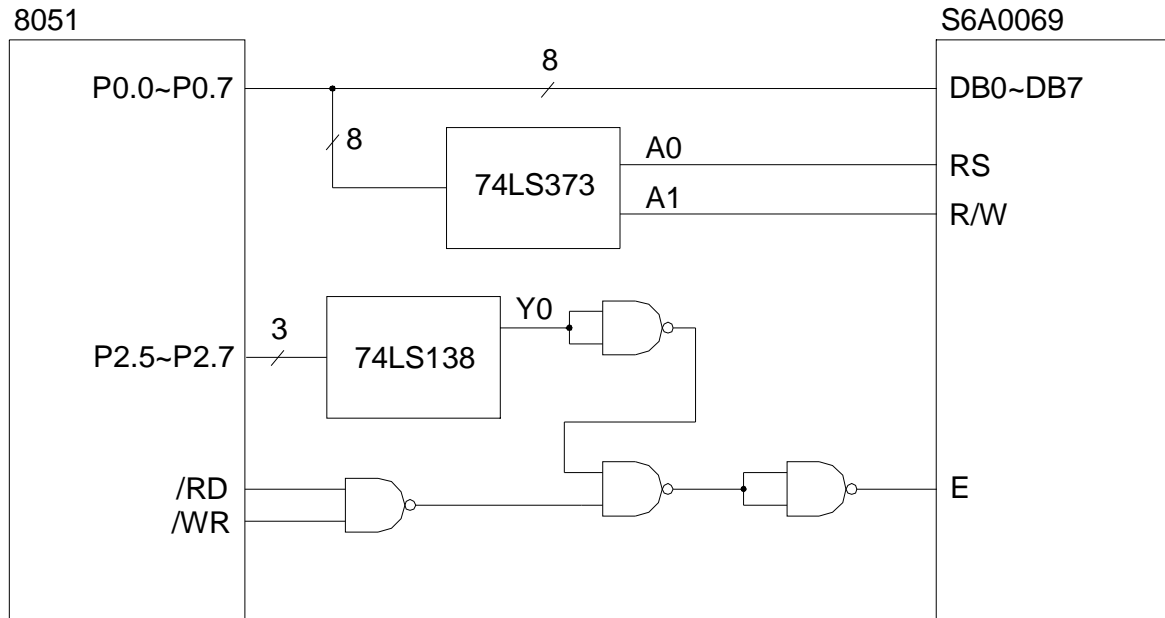 8051
S6A0069
P0.0~P0.7
8
DB0~DB7
8
74LS373
A0
RS
A1
R/W
Y0
3
P2.5~P2.7
74LS138
/RD
E
/WR